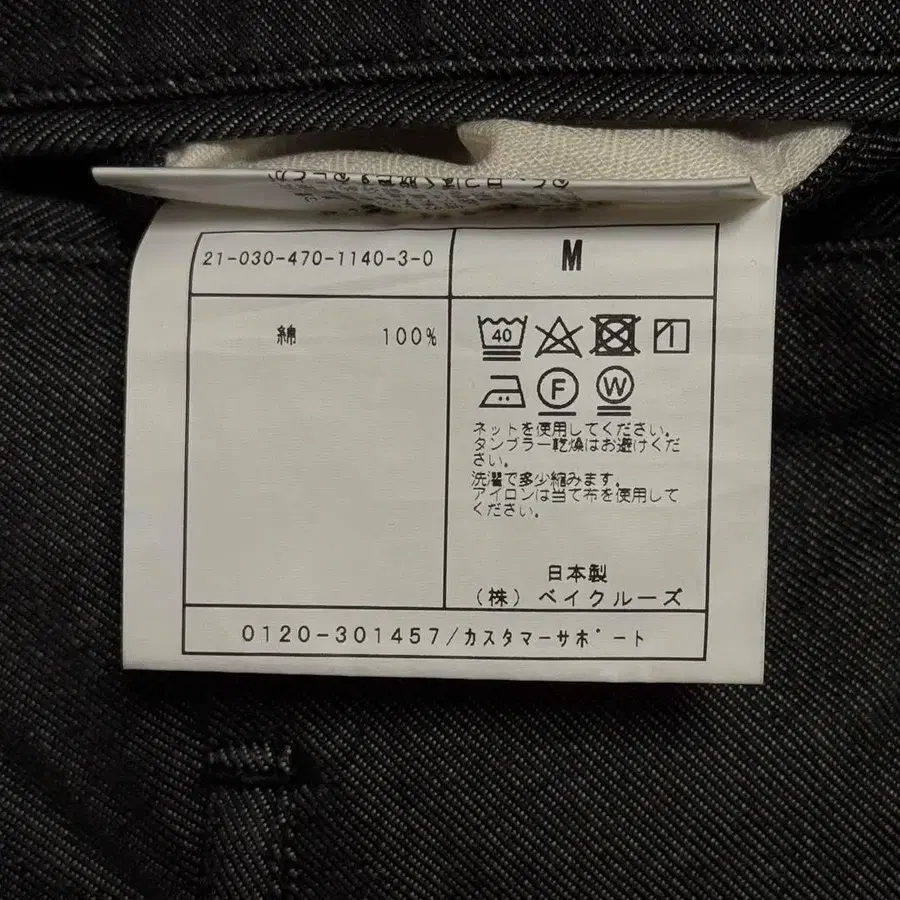 21-030-470-1140-3-0
M
綿 100%
40
F W
ネットを使用してください。
タンブラー乾燥はお避けくだ
さい。
洗濯で多少縮みます。
アイロンは当て布を使用して
ください。
日本製
(株) ベイクルーズ
0120-301457/カスタマーサポート